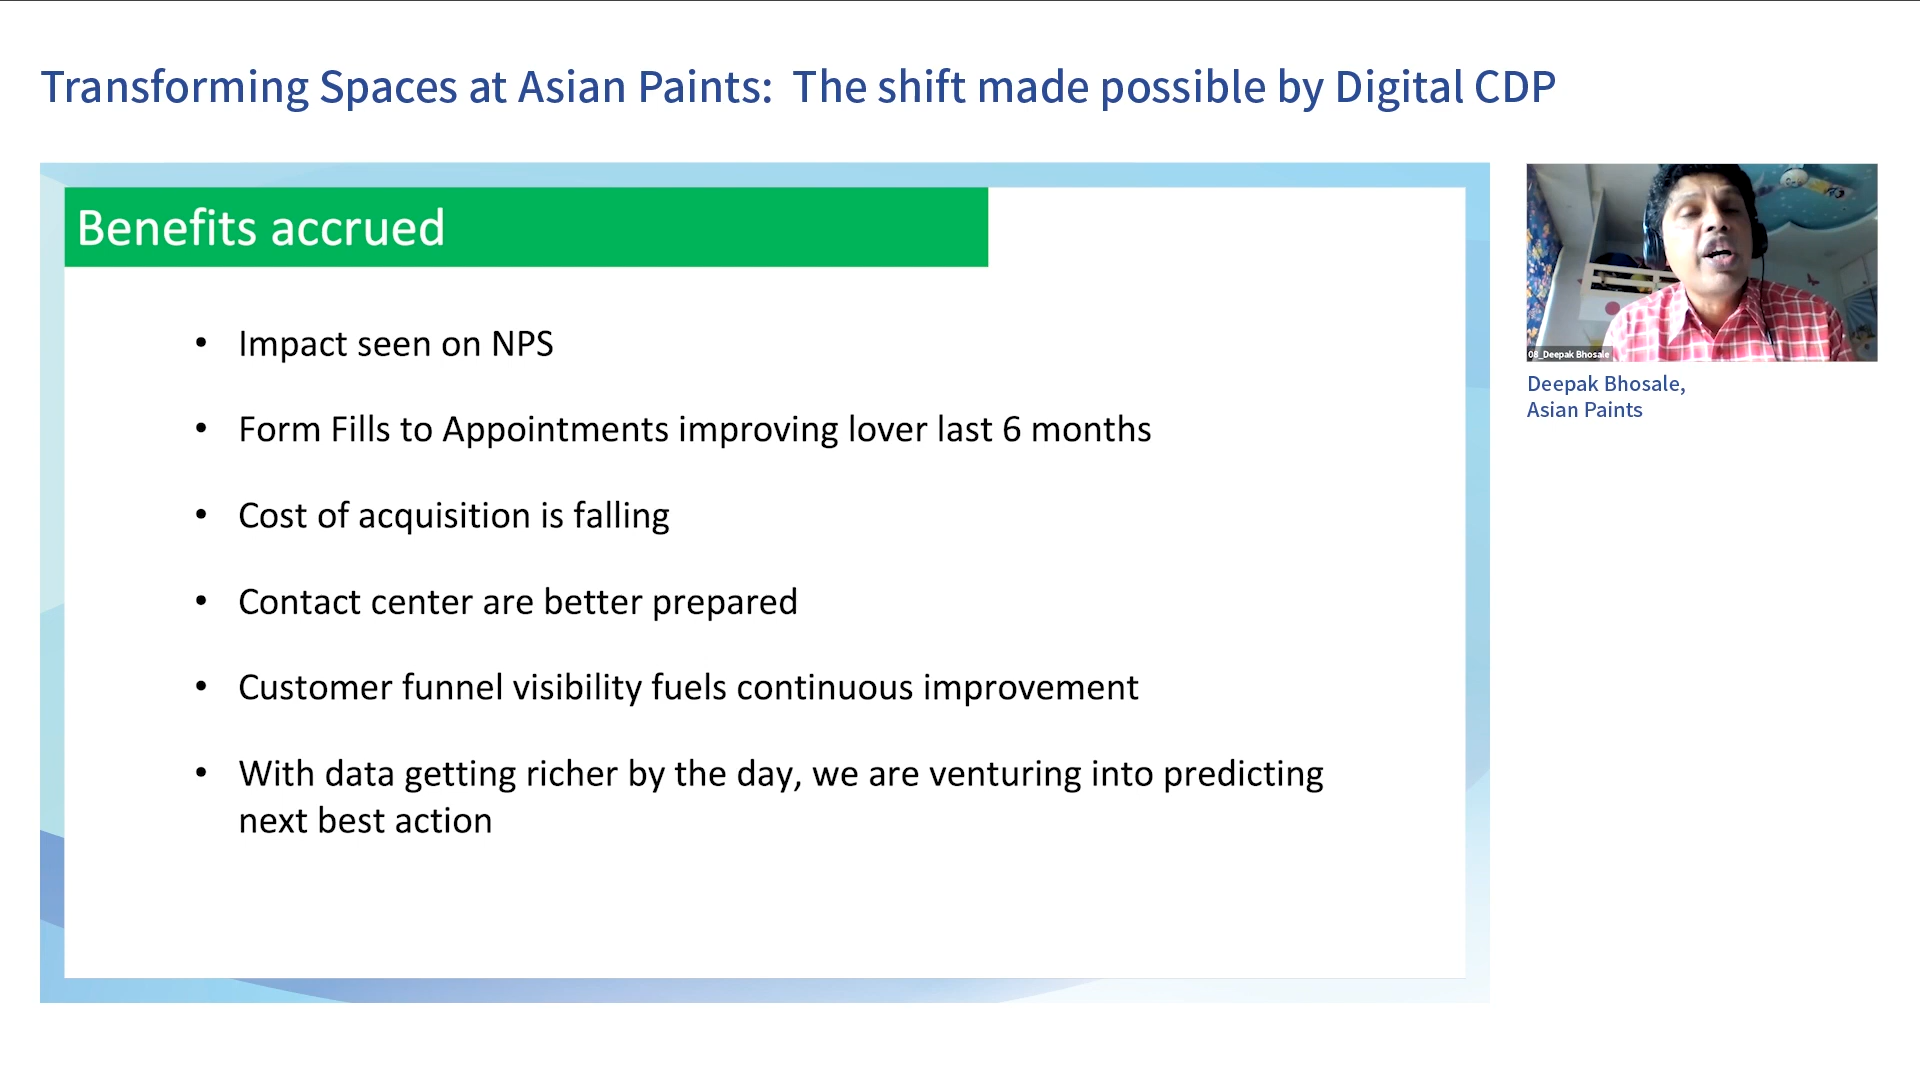 Transforming Spaces at Asian Paints: The shift made possible by Digital CDP
Benefits accrued
• Impact seen on NPS
• Form Fills to Appointments improving lover last 6 months
• Cost of acquisition is falling
• Contact center are better prepared
• Customer funnel visibility fuels continuous improvement
• With data getting richer by the day, we are venturing into predicting
next best action
08_Deepak Bhosale
Deepak Bhosale,
Asian Paints